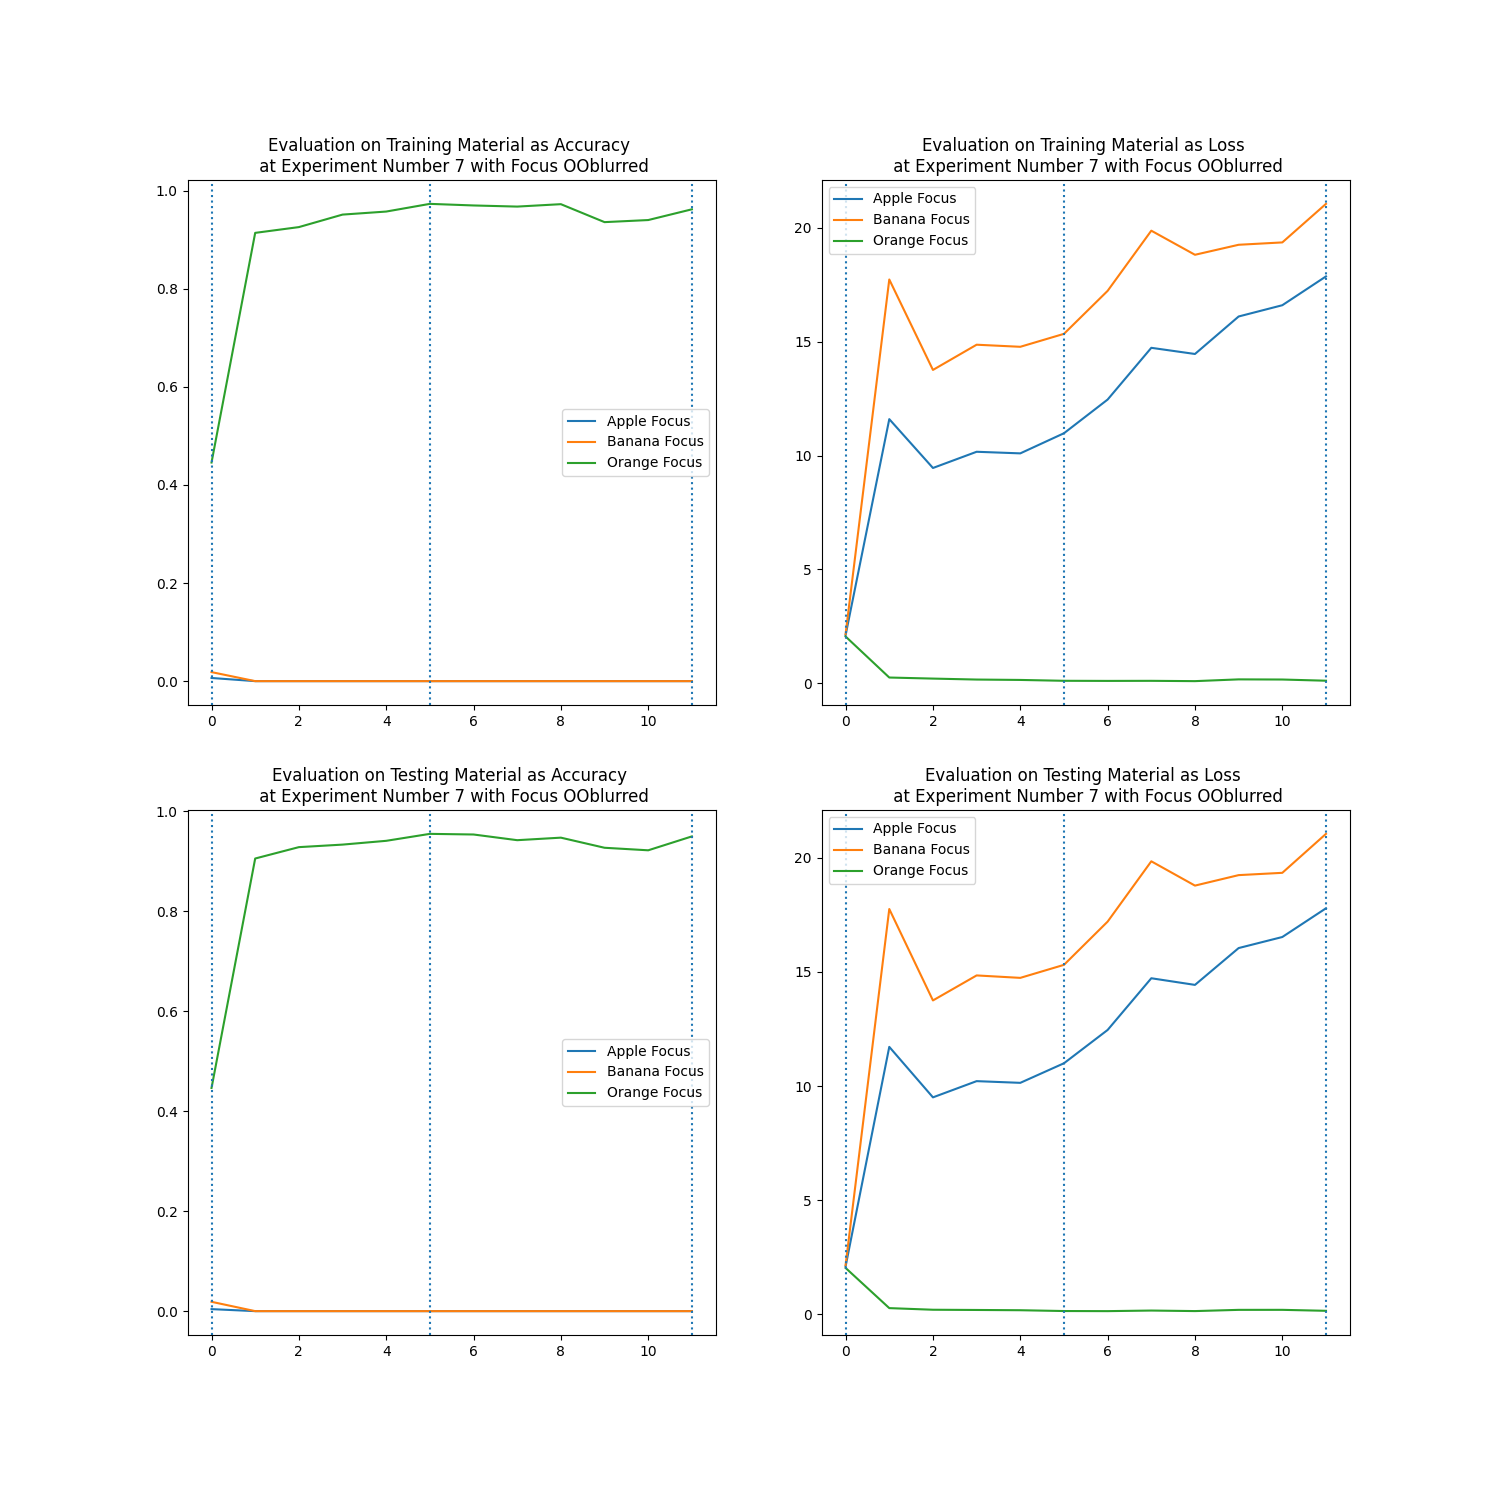 Evaluation on Training Material as Accuracy
at Experiment Number 7 with Focus OOblurred
1.0
0.8
0.6
0.4
0.2
0.0
Apple Focus
Banana Focus
Orange Focus
0 2 4 6 8 10
Evaluation on Training Material as Loss
at Experiment Number 7 with Focus OOblurred
Apple Focus
Banana Focus
Orange Focus
20
15
10
5
0
0 2 4 6 8 10
Evaluation on Testing Material as Accuracy
at Experiment Number 7 with Focus OOblurred
1.0
0.8
0.6
0.4
0.2
0.0
Apple Focus
Banana Focus
Orange Focus
0 2 4 6 8 10
Evaluation on Testing Material as Loss
at Experiment Number 7 with Focus OOblurred
Apple Focus
Banana Focus
Orange Focus
20
15
10
5
0
0 2 4 6 8 10